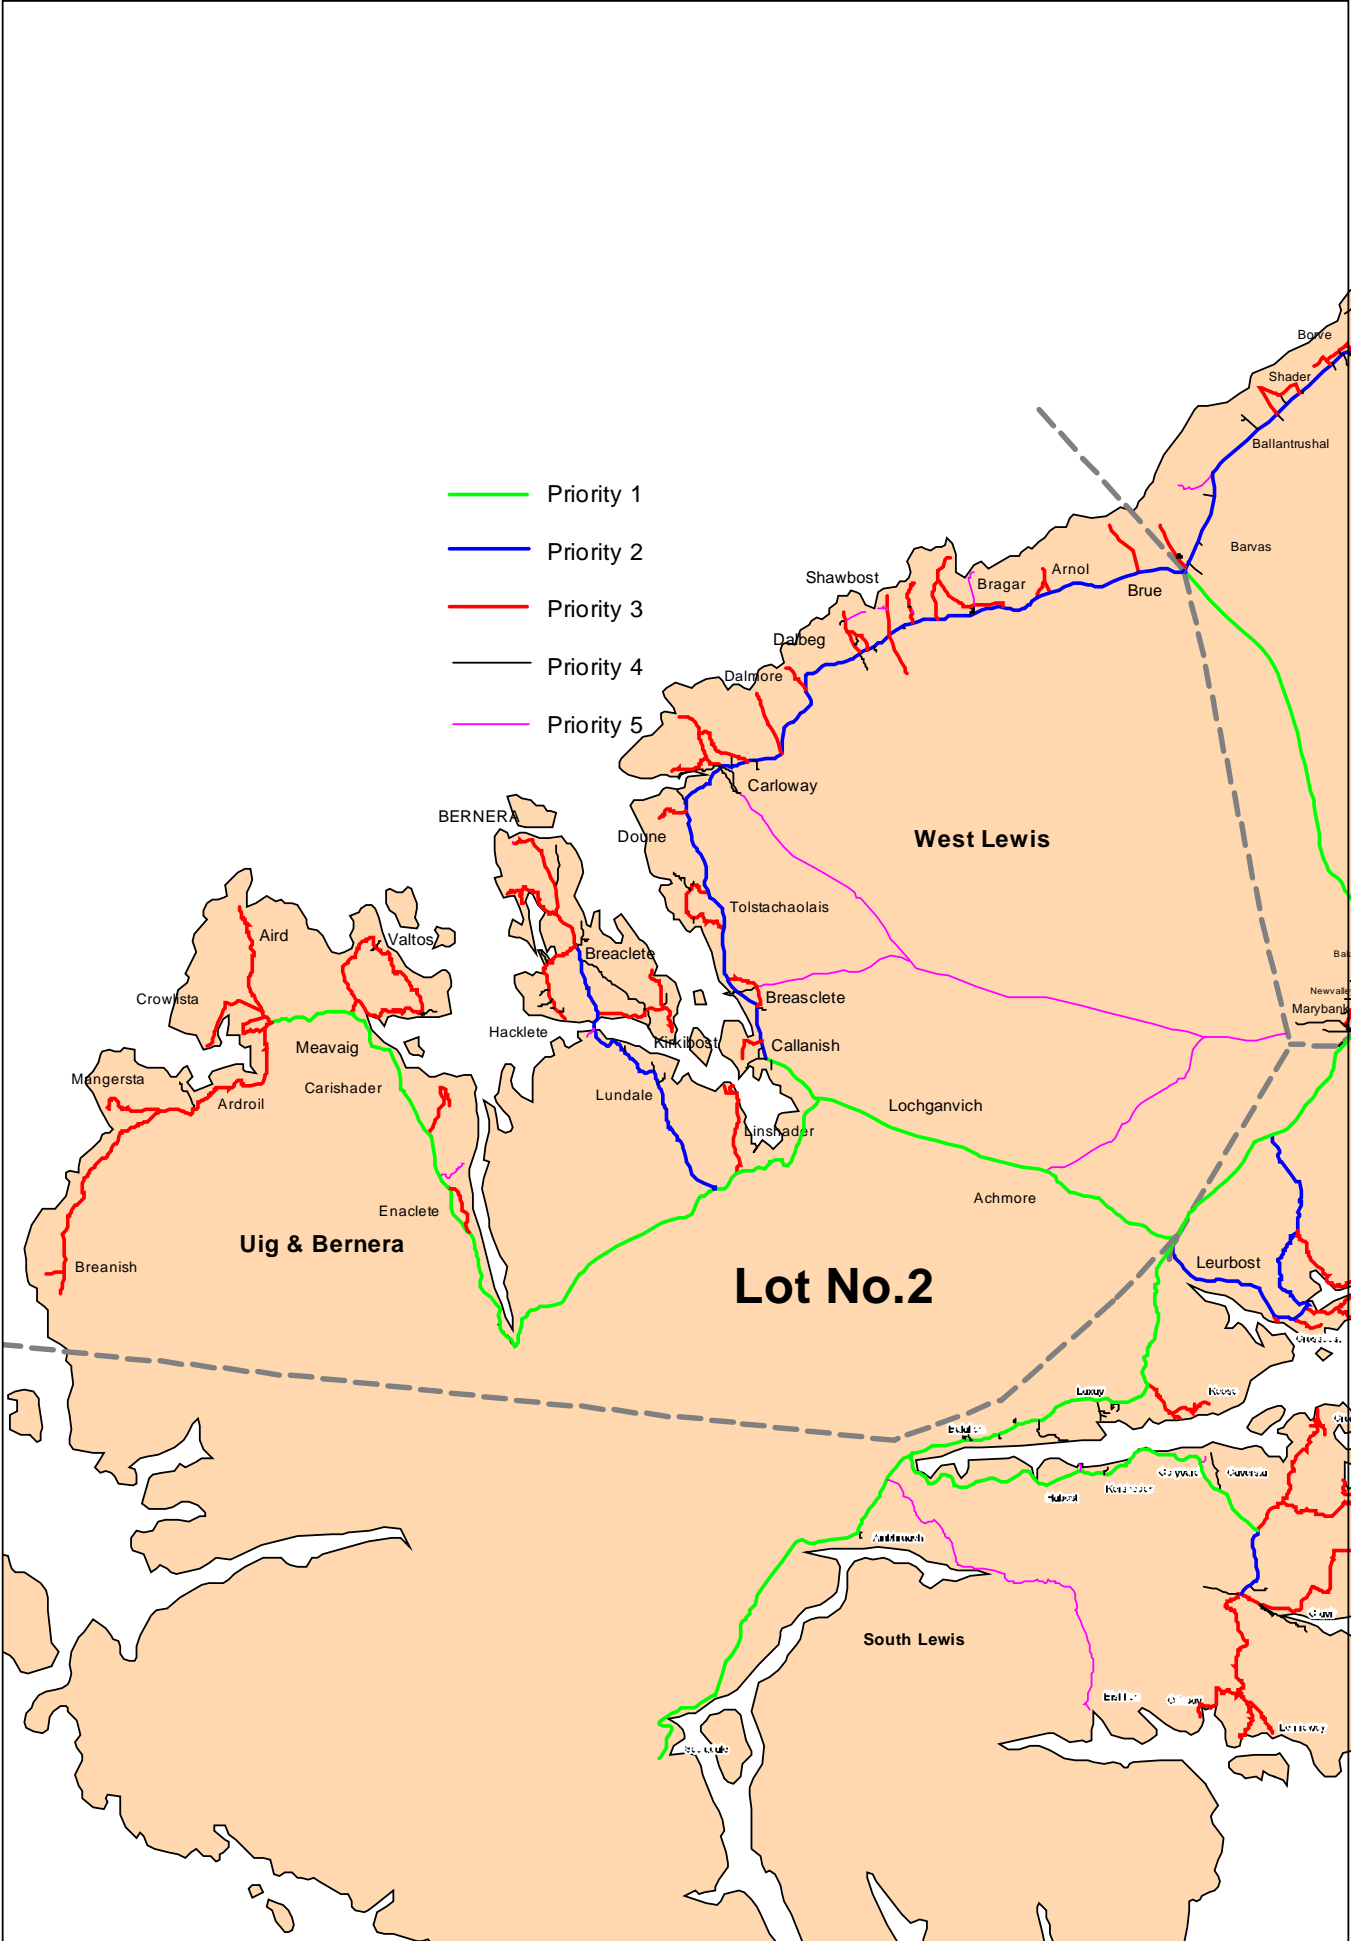 Borve
Shader
Ballantrushal
Priority 1
Priority 2
Barvas
Shawbost
Arnol
Bragar
Brue
Priority 3
Dalbeg
Priority 4
Dalmore
Priority 5
Carloway
BERNERA
Doune
West Lewis
Tolstachaolais
Aird
Valtos
Breaclete
Newvalley
Crowlista
Breasclete
Marybank
Hacklete
Kirkibost
Callanish
Meavaig
Mangersta
Carishader
Lundale
Ardroil
Lochganvich
Linshader
Achmore
Enaclete
Uig & Bernera
Leurbost
Breanish
Lot No.2
Keose
South Lewis